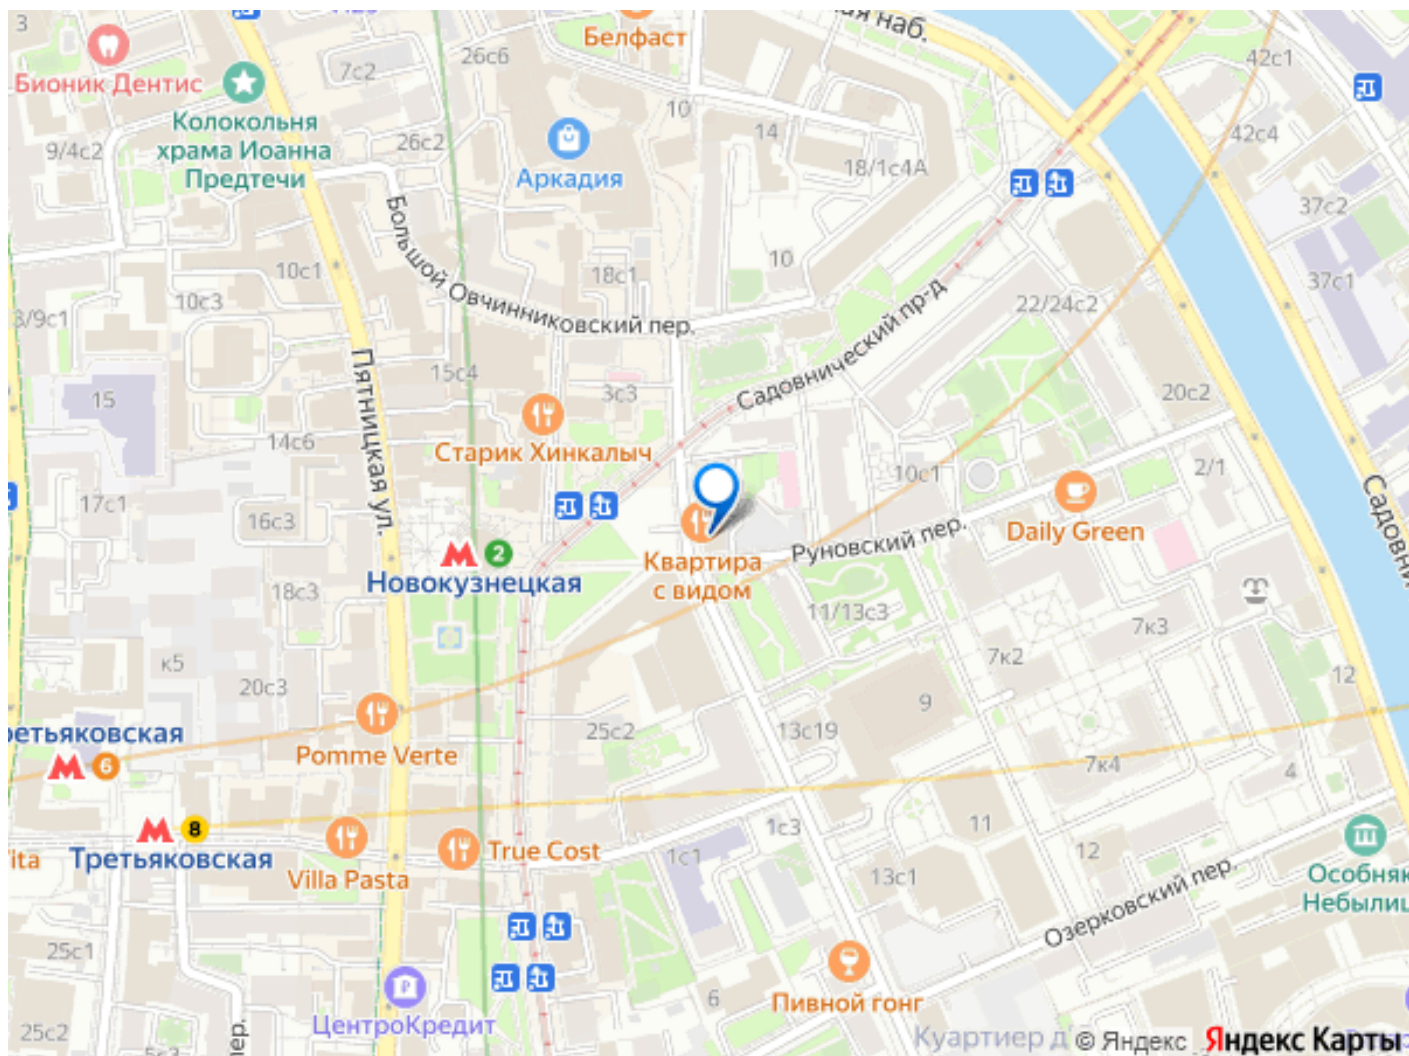 3
Белфаст
ая наб.
26с6
42с1
7с2
Бионик Дентис
10
14
42с4
Колокольня
храма Иоанна
Предтечи
9/4с2
26с2
18/1с4А
Аркадия
37с2
Большой Овчинниковский пер.
10с1
18с1
10
37с1
10с3
22/24с2
3/9с1
Садовнический пр-д
15с4
3с3
20с2
15
Пятницкая ул.
14с6
Старик Хинкалыч
10с1
2/1
17с1
16с3
Садовни
Daily Green
Руновский пер.
2
Новокузнецкая
Квартира
с видом
18с3
11/13с3
7к3
7к2
к5
20с3
12
9
25с2
13с19
ретьяковская
6
Pomme Verte
7к4
4
8
Третьяковская
1с3
11
ita
True Cost
1с1
12
Villa Pasta
13с1
Особняк
Небылиц
Озерковский пер.
25с1
Пивной гонг
6
ЦентроКредит
25с2
5с3
пер.
Куартиер д'
© Яндекс
Яндекс Карты